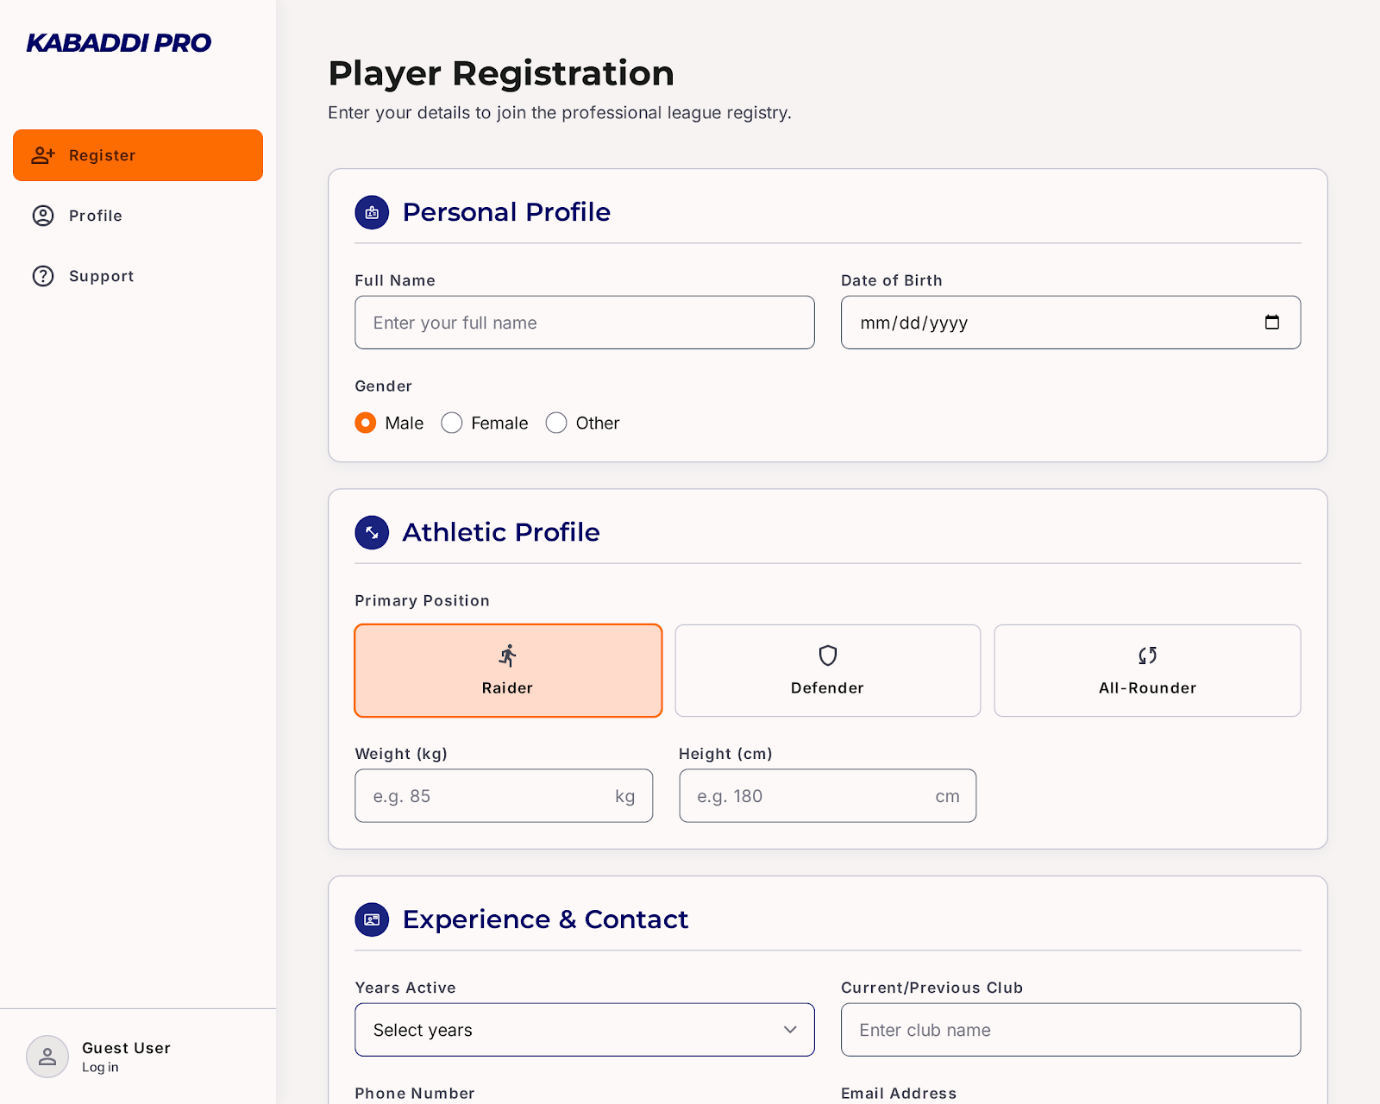 KABADDI PRO
Register
Profile
Support
Guest User
Log in
Player Registration
Enter your details to join the professional league registry.
Personal Profile
Full Name
Enter your full name
Date of Birth
mm/dd/yyyy
Gender
Male Female Other
Athletic Profile
Primary Position
Raider
Defender
All-Rounder
Weight (kg)
e.g. 85 kg
Height (cm)
e.g. 180 cm
Experience & Contact
Years Active
Select years
Current/Previous Club
Enter club name
Phone Number
Email Address